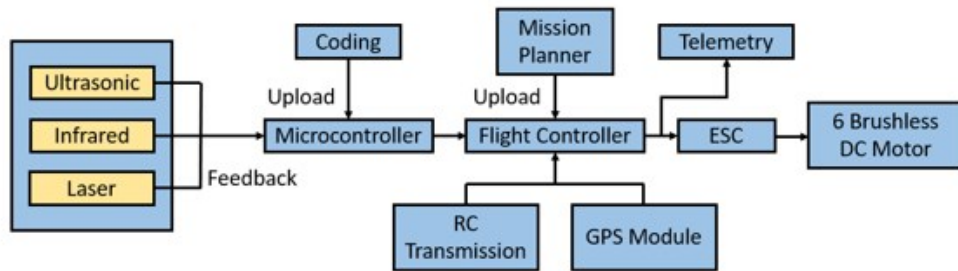 Ultrasonic
Infrared
Laser
Feedback
Coding
Upload
Microcontroller
Mission
Planner
Upload
Flight Controller
Telemetry
ESC
6 Brushless
DC Motor
RC
Transmission
GPS Module